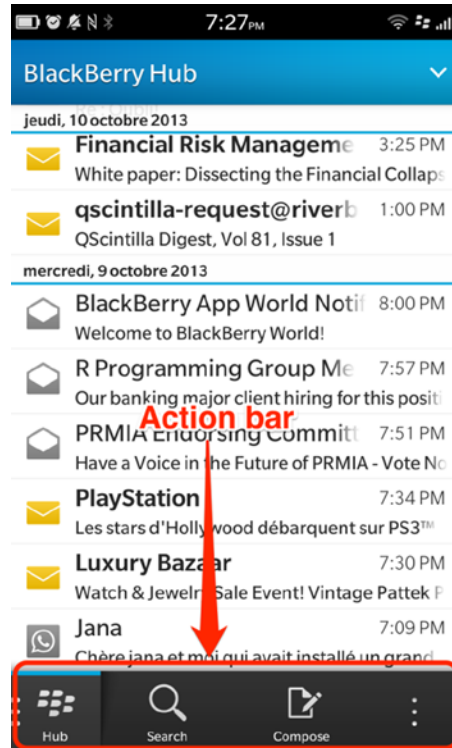 7:27PM
BlackBerry Hub
jeudi, 10 octobre 2013
Financial Risk Manageme 3:25 PM
White paper: Dissecting the Financial Collaps
qscintilla-request@riverb 1:00 PM
QScintilla Digest, Vol 81, Issue 1
mercredi, 9 octobre 2013
BlackBerry App World Notif 8:00 PM
Welcome to BlackBerry World!
R Programming Group Me 7:57 PM
Our banking major client hiring for this positi
Action bar
PRMIA Endorsing Committ 7:51 PM
Have a Voice in the Future of PRMIA - Vote No
PlayStation 7:34 PM
Les stars d'Hollywood débarquent sur PS3™
Luxury Bazaar 7:30 PM
Watch & Jewelry Sale Event! Vintage Pattek P
Jana 7:09 PM
Chère jana et moi qui avait installé un grand
Hub Search Compose